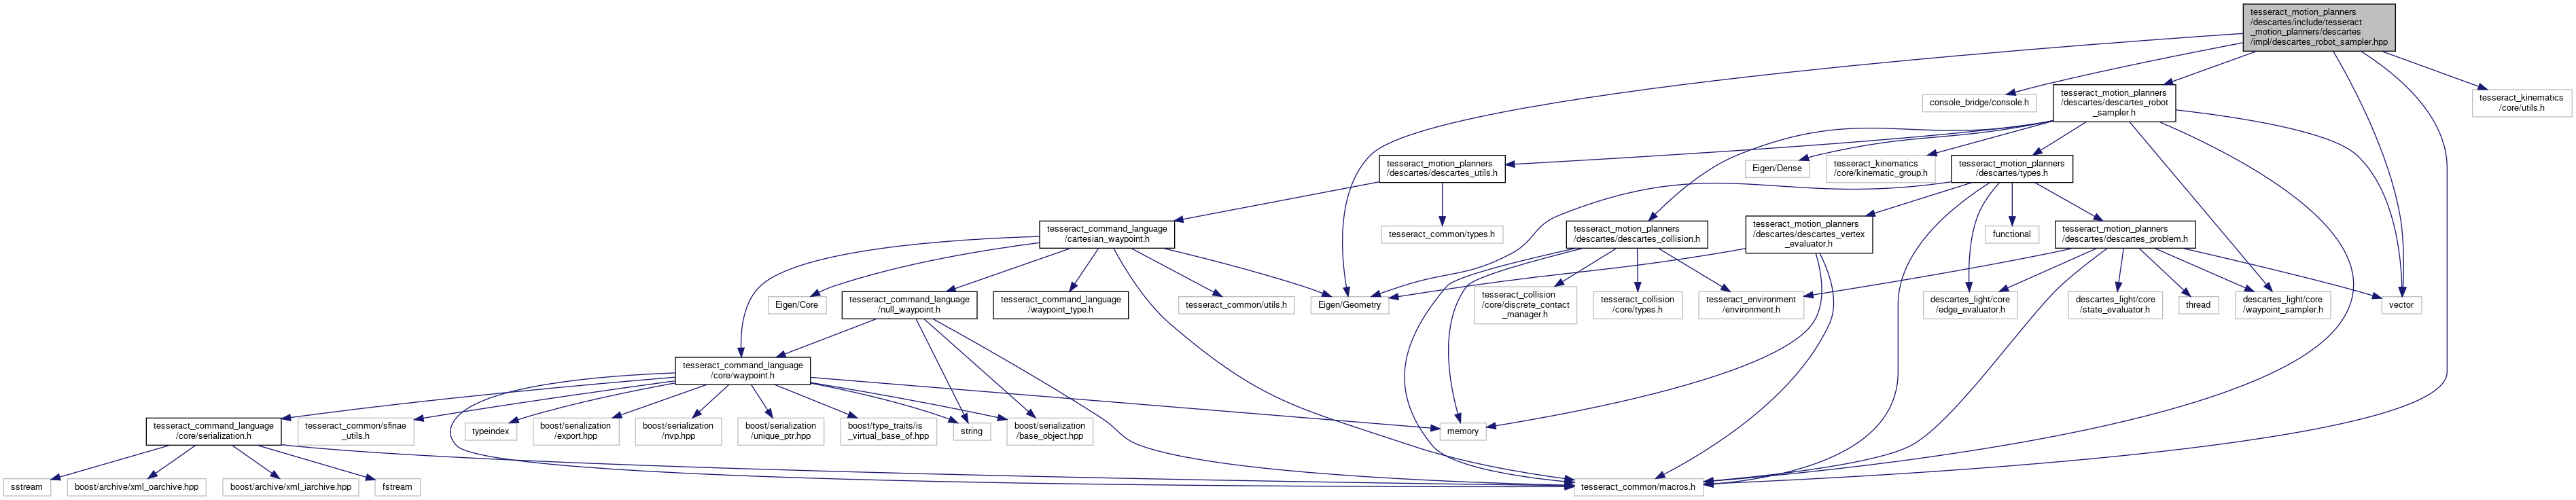 tesseract_motion_planners
/descartes/include/tesseract
_motion_planners/descartes
/impl/descartes_robot_sampler.hpp
console_bridge/console.h
tesseract_motion_planners
/descartes/descartes_robot
_sampler.h
tesseract_kinematics
/core/utils.h
tesseract_motion_planners
/descartes/descartes_utils.h
Eigen/Dense
tesseract_kinematics
/core/kinematic_group.h
tesseract_motion_planners
/descartes/types.h
tesseract_command_language
/cartesian_waypoint.h
tesseract_common/types.h
tesseract_motion_planners
/descartes/descartes_collision.h
tesseract_motion_planners
/descartes/descartes_vertex
_evaluator.h
functional
tesseract_motion_planners
/descartes/descartes_problem.h
Eigen/Core
tesseract_command_language
/null_waypoint.h
tesseract_command_language
/waypoint_type.h
tesseract_common/utils.h
Eigen/Geometry
tesseract_collision
/core/discrete_contact
_manager.h
tesseract_collision
/core/types.h
tesseract_environment
/environment.h
descartes_light/core
/edge_evaluator.h
descartes_light/core
/state_evaluator.h
thread
descartes_light/core
/waypoint_sampler.h
vector
tesseract_command_language
/core/waypoint.h
tesseract_command_language
/core/serialization.h
tesseract_common/sfinae
_utils.h
typeindex
boost/serialization
/export.hpp
boost/serialization
/nvp.hpp
boost/serialization
/unique_ptr.hpp
boost/type_traits/is
_virtual_base_of.hpp
string
boost/serialization
/base_object.hpp
memory
sstream
boost/archive/xml_oarchive.hpp
boost/archive/xml_iarchive.hpp
fstream
tesseract_common/macros.h